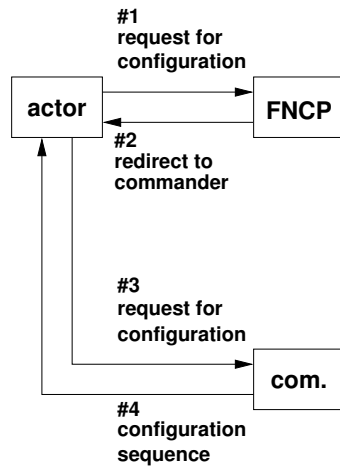 #1
request for
configuration
actor
FNCP
#2
redirect to
commander
#3
request for
configuration
com.
#4
configuration
sequence